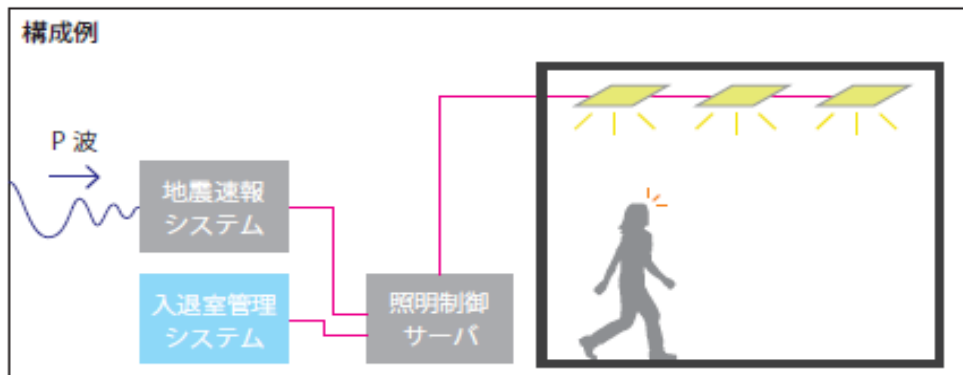 構成例
P 波
地震速報
システム
入退室管理
システム
照明制御
サーバ